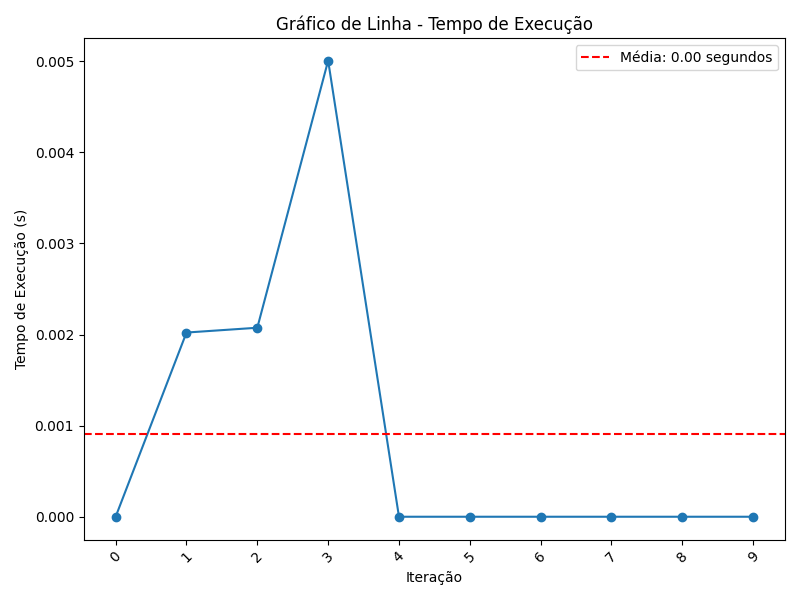 Gráfico de Linha - Tempo de Execução
Média: 0.00 segundos
Tempo de Execução (s)
0.005
0.004
0.003
0.002
0.001
0.000
0 1 2 3 4 5 6 7 8 9
Iteração